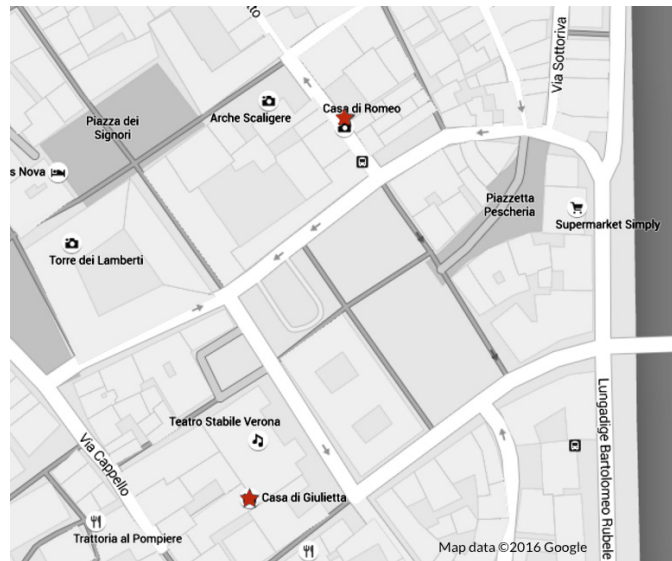 to
Via Sottoriva
Casa di Romeo
Arche Scaligere
Piazza dei
Signori
s Nova
Piazzetta
Pescheria
Supermarket Simply
Torre dei Lamberti
Teatro Stabile Verona
Via Cappello
Casa di Giulietta
Lungadige Bartolomeo Rubele
Trattoria al Pompiere
Map data ©2016 Google